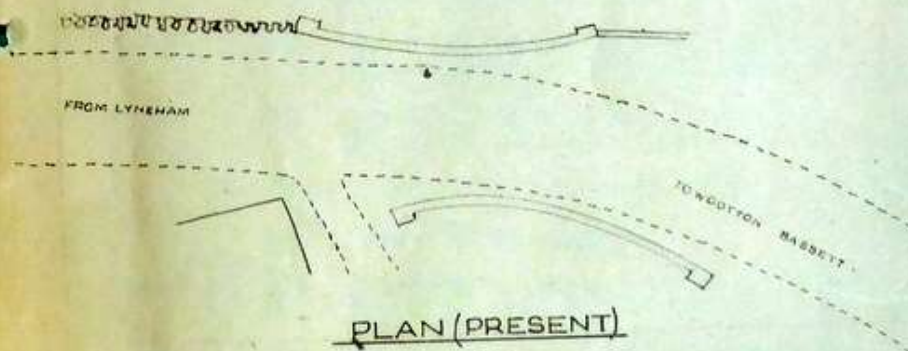 FROM LYNEHAM
TO WOOTTON BASSETT.
PLAN (PRESENT)